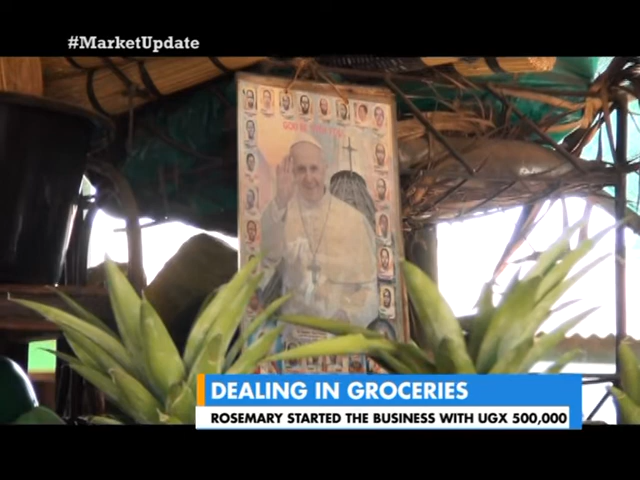 #MarketUpdate
DEALING IN GROCERIES
ROSEMARY STARTED THE BUSINESS WITH UGX 500,000